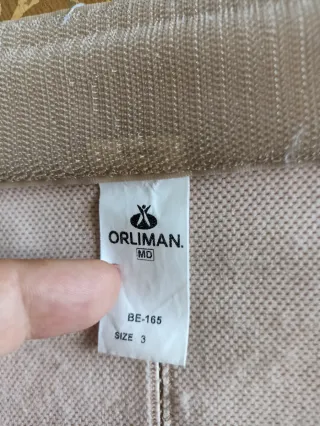 ORLIMAN.
MD
BE-165
SIZE 3